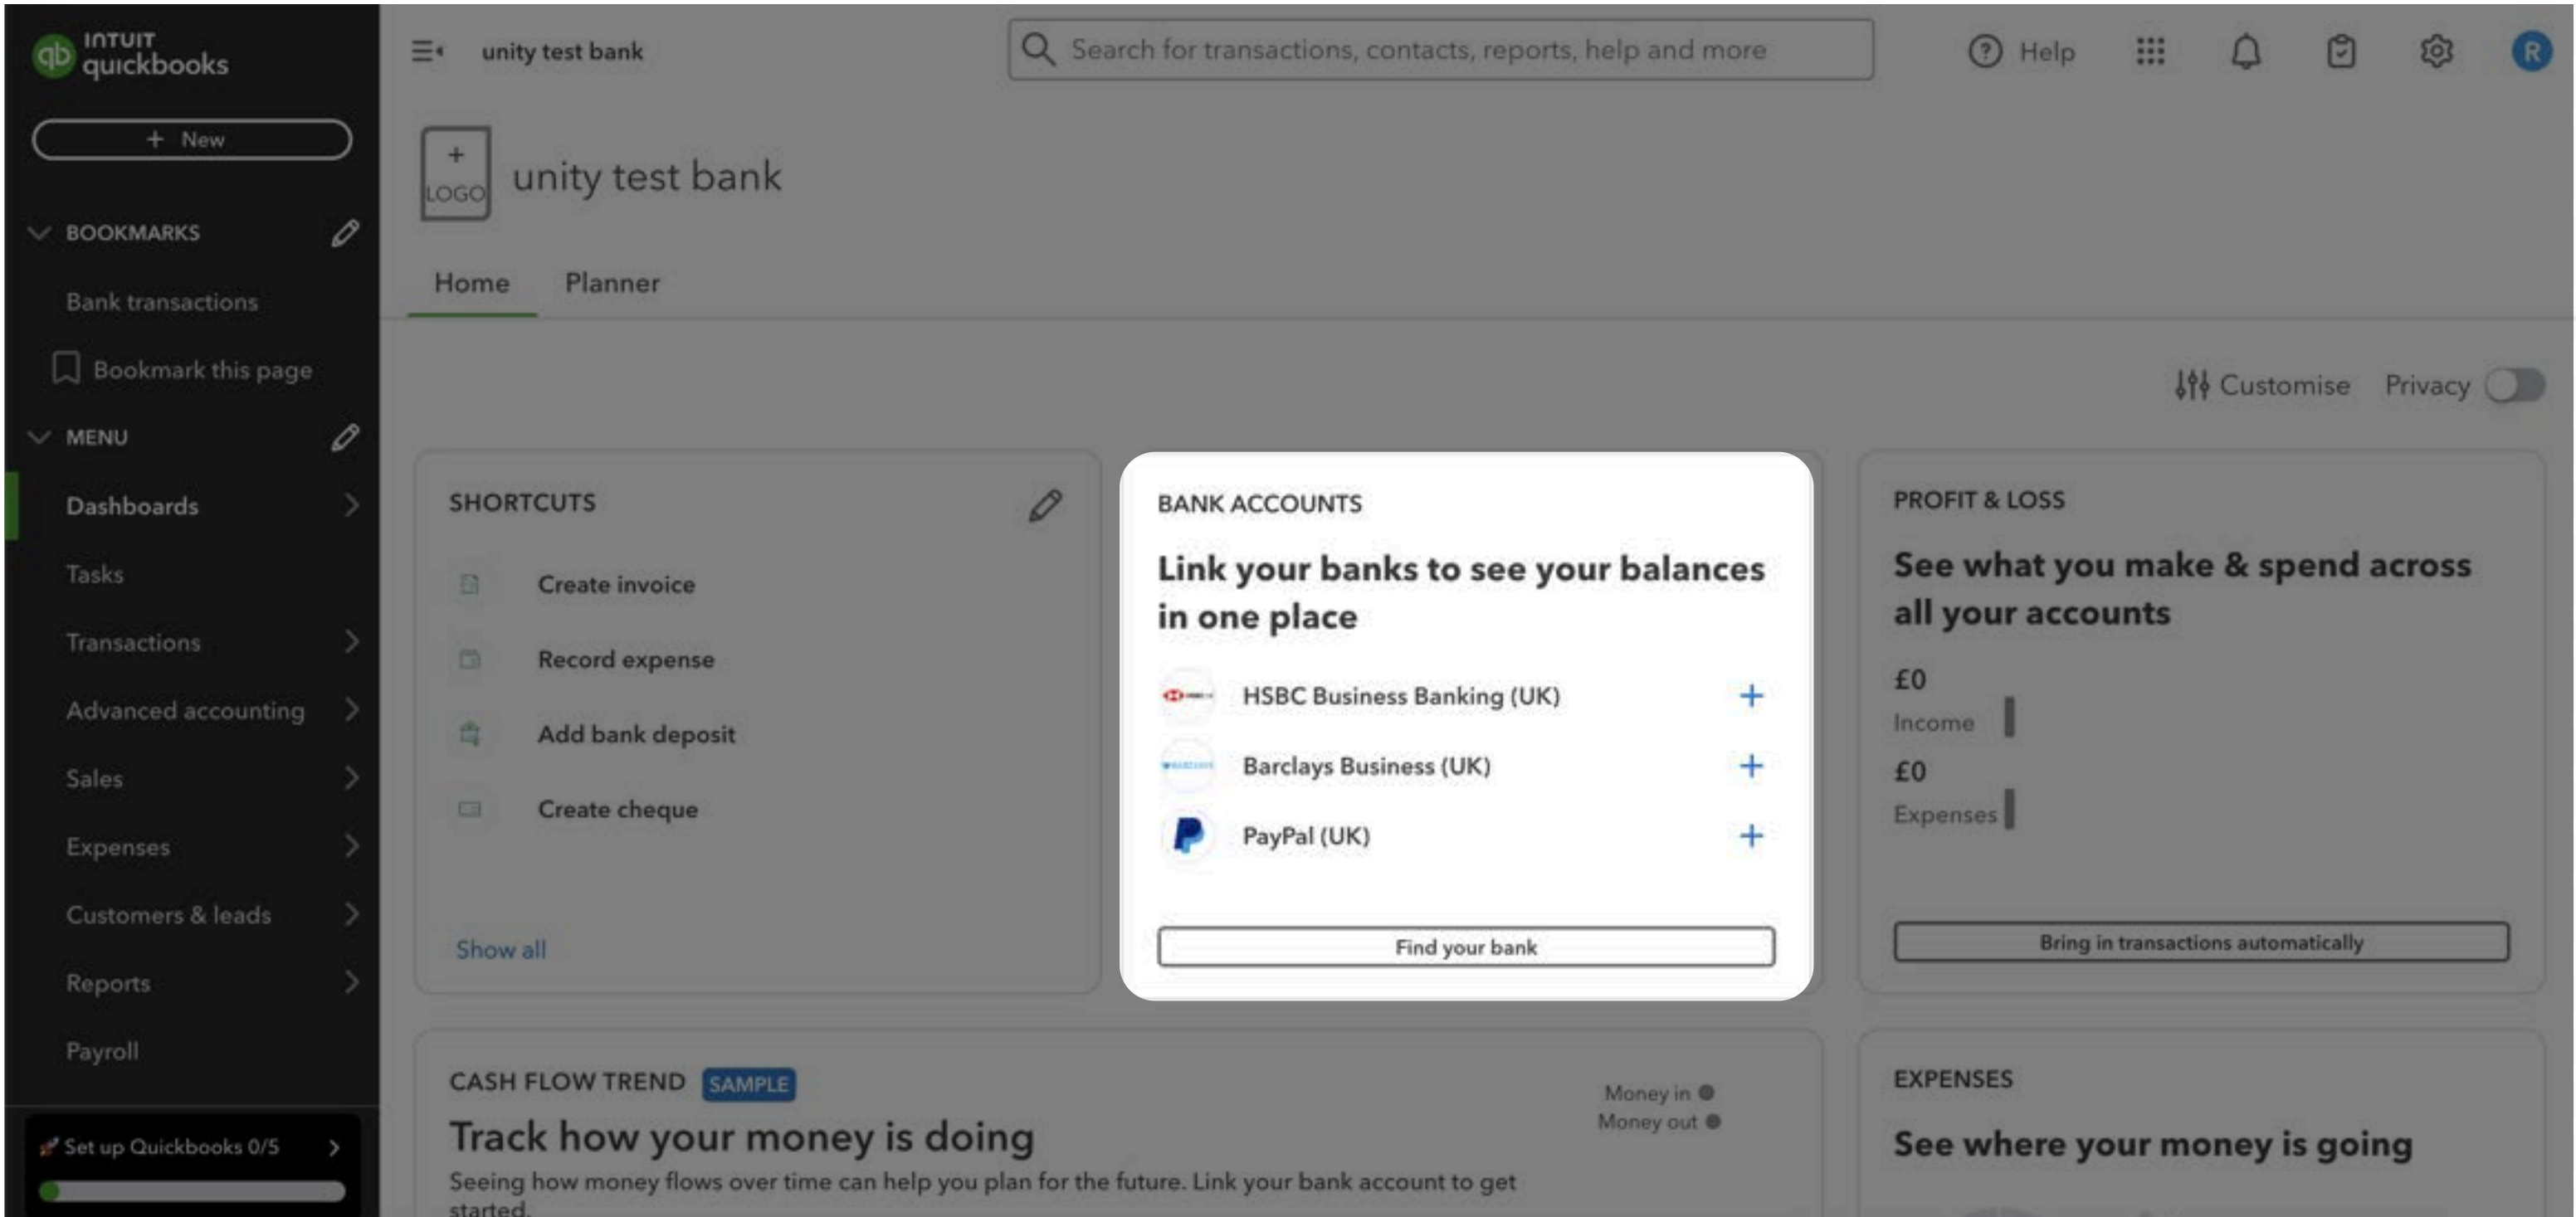 INTUIT
quickbooks
+ New
BOOKMARKS
Bank transactions
Bookmark this page
MENU
Dashboards
Tasks
Transactions
Advanced accounting
Sales
Expenses
Customers & leads
Reports
Payroll
Set up Quickbooks 0/5
unity test bank
Search for transactions, contacts, reports, help and more
Help
R
+
LOGO
unity test bank
Home
Planner
Customise
Privacy
SHORTCUTS
Create invoice
Record expense
Add bank deposit
Create cheque
Show all
BANK ACCOUNTS
Link your banks to see your balances
in one place
HSBC Business Banking (UK)
Barclays Business (UK)
PayPal (UK)
Find your bank
PROFIT & LOSS
See what you make & spend across
all your accounts
£0
Income
£0
Expenses
Bring in transactions automatically
CASH FLOW TREND SAMPLE
Money in
Money out
Track how your money is doing
Seeing how money flows over time can help you plan for the future. Link your bank account to get
started.
EXPENSES
See where your money is going